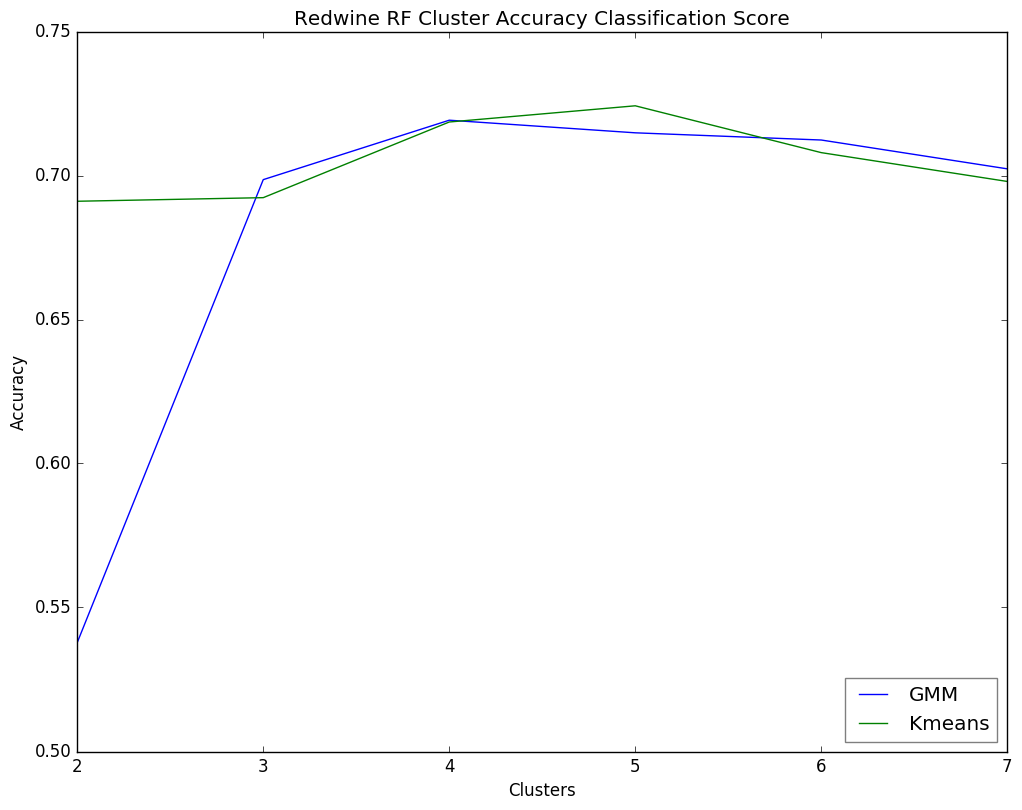 Redwine RF Cluster Accuracy Classification Score
0.75
0.70
0.65
0.60
0.55
0.50
Accuracy
2 3 4 5 6 7
Clusters
GMM
Kmeans